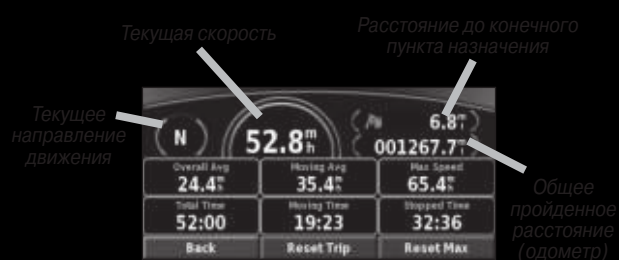 Текущая скорость
Расстояние до конечного
пункта назначения
Текущее
направление
движения
N
52.8 m/h
6.8
001267.7
Общее
пройденное
расстояние
(одометр)
Overall Avg
Moving Avg
Max Speed
24.4 m/h
35.4 m/h
65.4 m/h
Total Time
Moving Time
Stopped Time
52:00
19:23
32:36
Back
Reset Trip
Reset Max